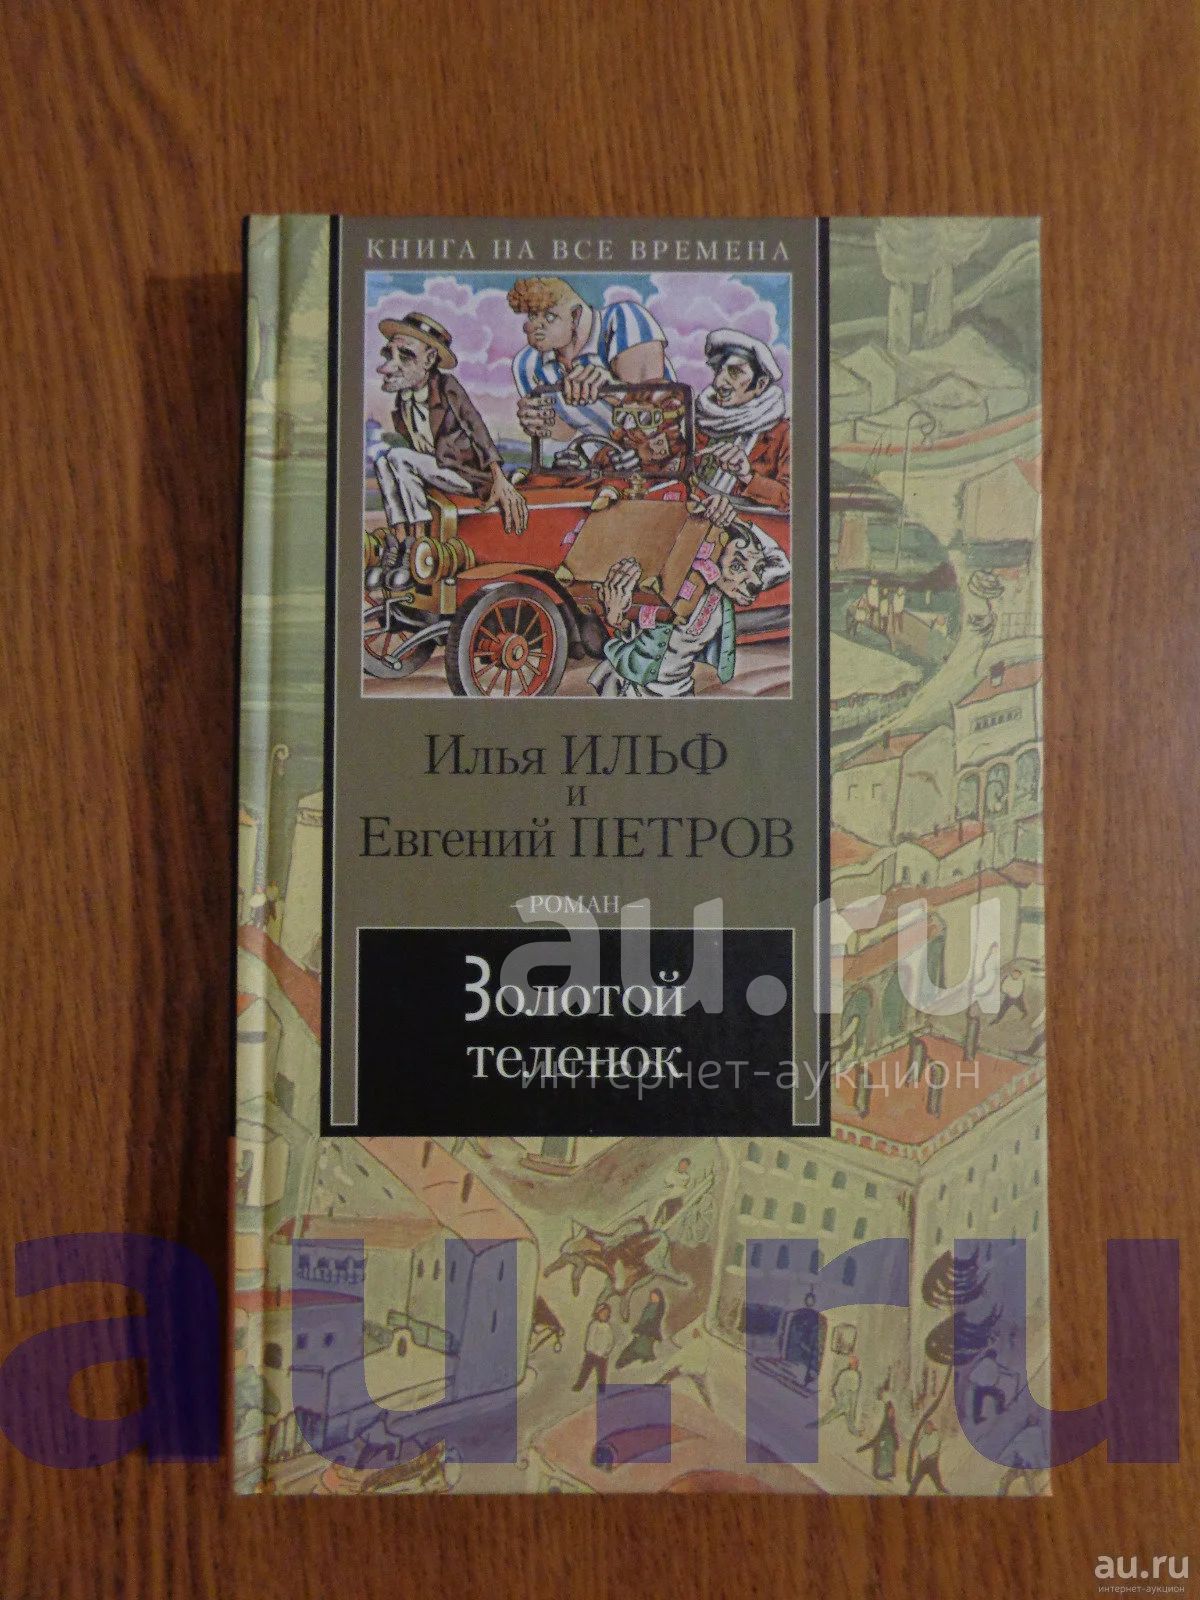 КНИГА НА ВСЕ ВРЕМЕНА
Илья ИЛЬФ
и
Евгений ПЕТРОВ
– РОМАН –
Золотой
теленок
au.ru
интернет-аукцион
au.ru
au.ru
интернет-аукцион